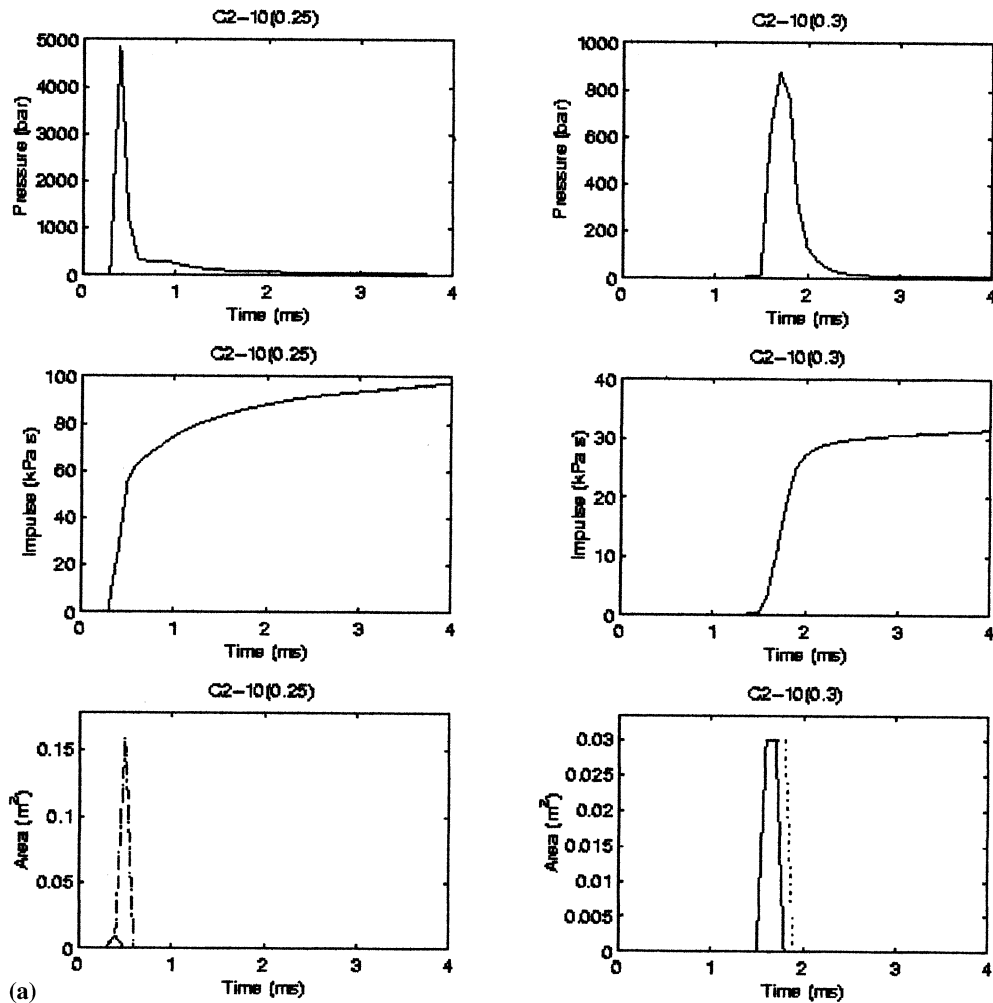 C2-10(0.25)
5000
4000
3000
2000
1000
0
Pressure (bar)
1 2 3 4
Time (ms)
C2-10(0.3)
1000
800
600
400
200
0
Pressure (bar)
0 1 2 3 4
Time (ms)
C2-10(0.25)
100
80
60
40
20
0
Impulse (kPa s)
0 1 2 3 4
Time (ms)
C2-10(0.3)
40
30
20
10
0
Impulse (kPa s)
0 1 2 3 4
Time (ms)
C2-10(0.25)
0.15
0.1
0.05
0
Area (m²)
0 1 2 3 4
Time (ms)
C2-10(0.3)
0.03
0.025
0.02
0.015
0.01
0.005
0
Area (m²)
0 1 2 3 4
Time (ms)
(a)